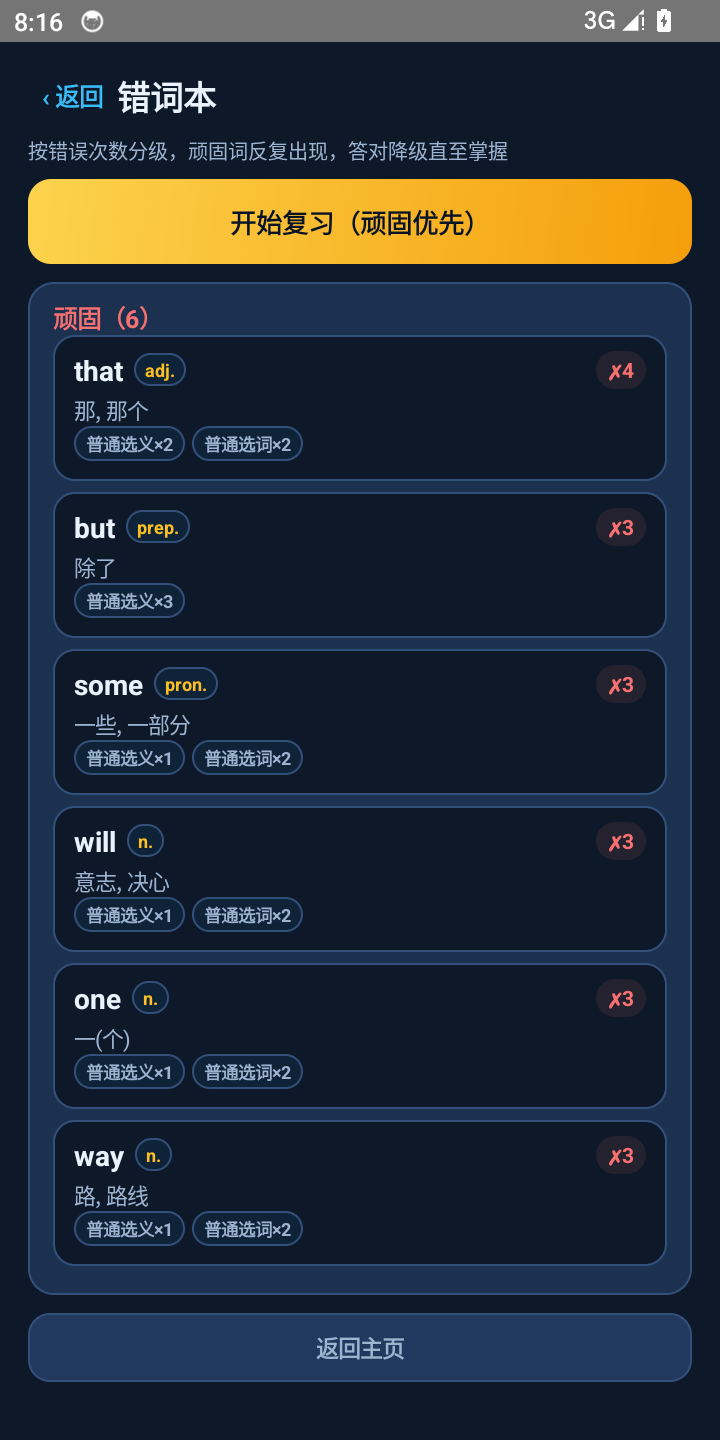 8:16 3G
‹ 返回 错词本
按错误次数分级，顽固词反复出现，答对降级直至掌握
开始复习（顽固优先）
顽固（6）
that adj. ✗4
那, 那个
普通选义×2 普通选词×2
but prep. ✗3
除了
普通选义×3
some pron. ✗3
一些, 一部分
普通选义×1 普通选词×2
will n. ✗3
意志, 决心
普通选义×1 普通选词×2
one n. ✗3
一(个)
普通选义×1 普通选词×2
way n. ✗3
路, 路线
普通选义×1 普通选词×2
返回主页